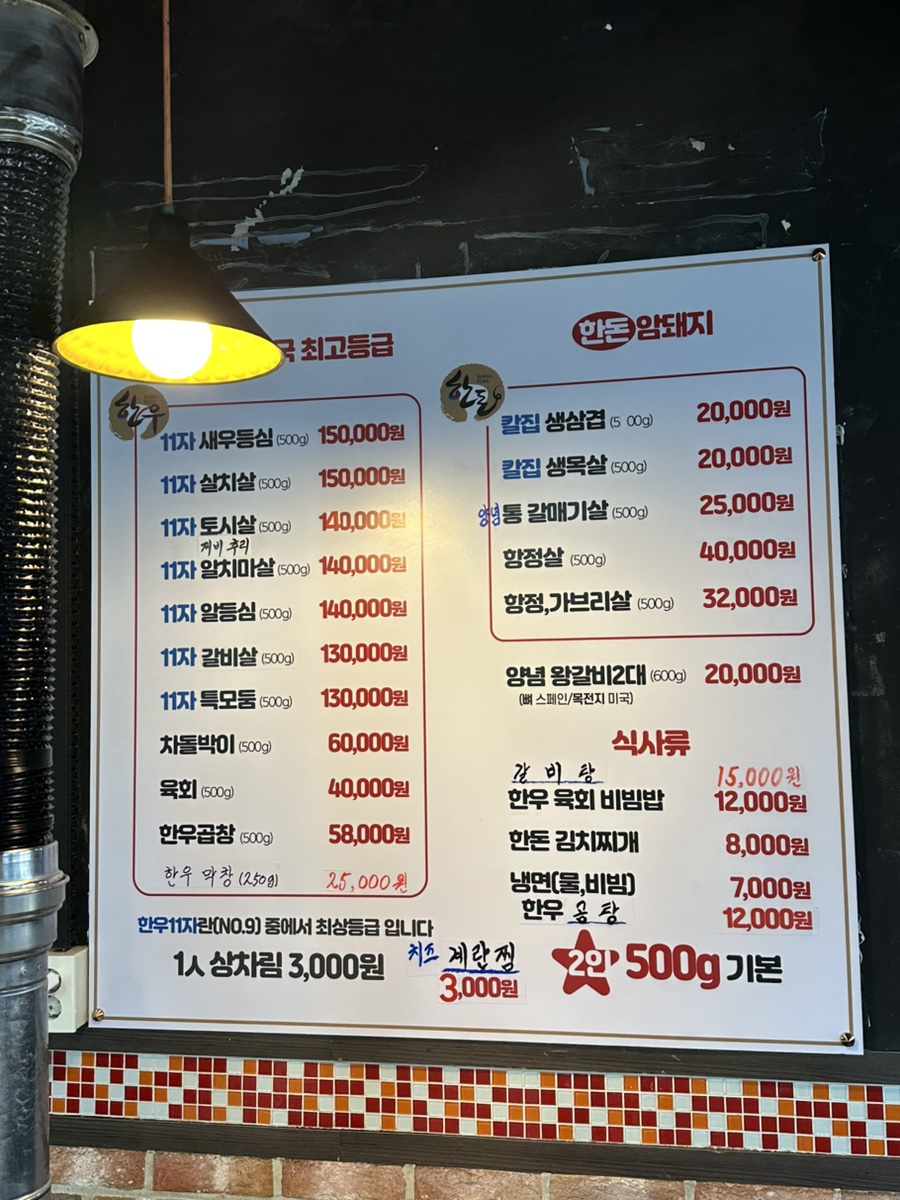 국 최고등급
한우
11자 새우등심 (500g) 150,000원
11자 살치살 (500g) 150,000원
11자 토시살 (500g) 140,000원
제비 추리
11자 알치마살 (500g) 140,000원
11자 알등심 (500g) 140,000원
11자 갈비살 (500g) 130,000원
11자 특모둠 (500g) 130,000원
차돌박이 (500g) 60,000원
육회 (500g) 40,000원
한우곱창 (500g) 58,000원
한우 막창 (250g) 25,000원
한우11자란(NO.9) 중에서 최상등급 입니다
1人 상차림 3,000원
치즈 계란찜
3,000원
한돈 암돼지
한돈
칼집 생삼겹 (5 00g) 20,000원
칼집 생목살 (500g) 20,000원
양념 통 갈매기살 (500g) 25,000원
항정살 (500g) 40,000원
항정,가브리살 (500g) 32,000원
양념 왕갈비2대 (600g) 20,000원
(뼈 스페인/목전지 미국)
식사류
갈비탕 15,000원
한우 육회 비빔밥 12,000원
한돈 김치찌개 8,000원
냉면(물,비빔) 7,000원
한우 곰탕 12,000원
2인 500g 기본